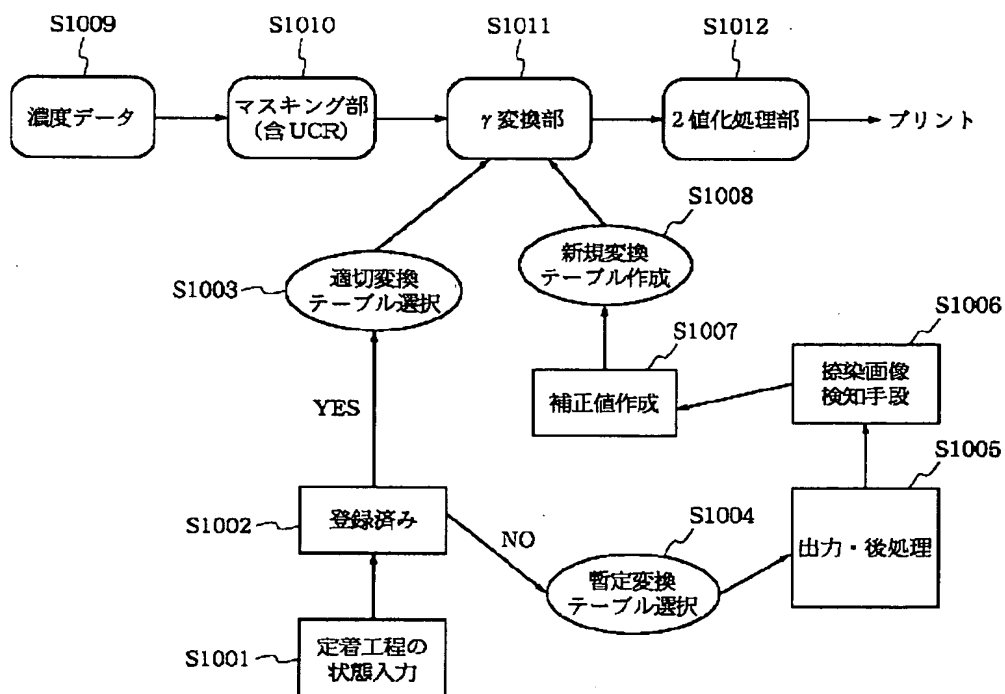 S1009
S1010
S1011
S1012
濃度データ
マスキング部
(含UCR)
γ変換部
2値化処理部
プリント
S1008
新規変換
テーブル作成
S1003
適切変換
テーブル選択
S1006
S1007
捺染画像
検知手段
補正値作成
YES
S1005
S1002
登録済み
NO
S1004
出力・後処理
暫定変換
テーブル選択
S1001
定着工程の
状態入力